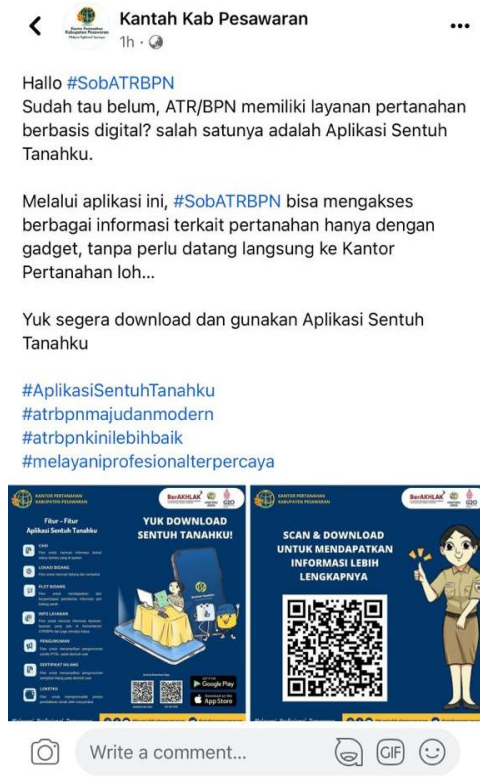 Kantah Kab Pesawaran
1h
Hallo #SobATRBPN
Sudah tau belum, ATR/BPN memiliki layanan pertanahan
berbasis digital? salah satunya adalah Aplikasi Sentuh
Tanahku.
Melalui aplikasi ini, #SobATRBPN bisa mengakses
berbagai informasi terkait pertanahan hanya dengan
gadget, tanpa perlu datang langsung ke Kantor
Pertanahan loh...
Yuk segera download dan gunakan Aplikasi Sentuh
Tanahku
#AplikasiSentuhTanahku
#atrbpnmajudanmodern
#atrbpnkinilebihbaik
#melayaniprofesionalterpercaya
KANTOR PERTANAHAN
KABUPATEN PESAWARAN
BerAKHLAK
Fitur - Fitur
Aplikasi Sentuh Tanahku
CARI
LOKASI BIDANG
PLOT BIDANG
INFO LAYANAN
PENGUMUMAN
SERTIPIKAT HILANG
LOKETKU
YUK DOWNLOAD
SENTUH TANAHKU!
Google Play
App Store
KANTOR PERTANAHAN
KABUPATEN PESAWARAN
BerAKHLAK
SCAN & DOWNLOAD
UNTUK MENDAPATKAN
INFORMASI LEBIH
LENGKAPNYA
Write a comment...
GIF